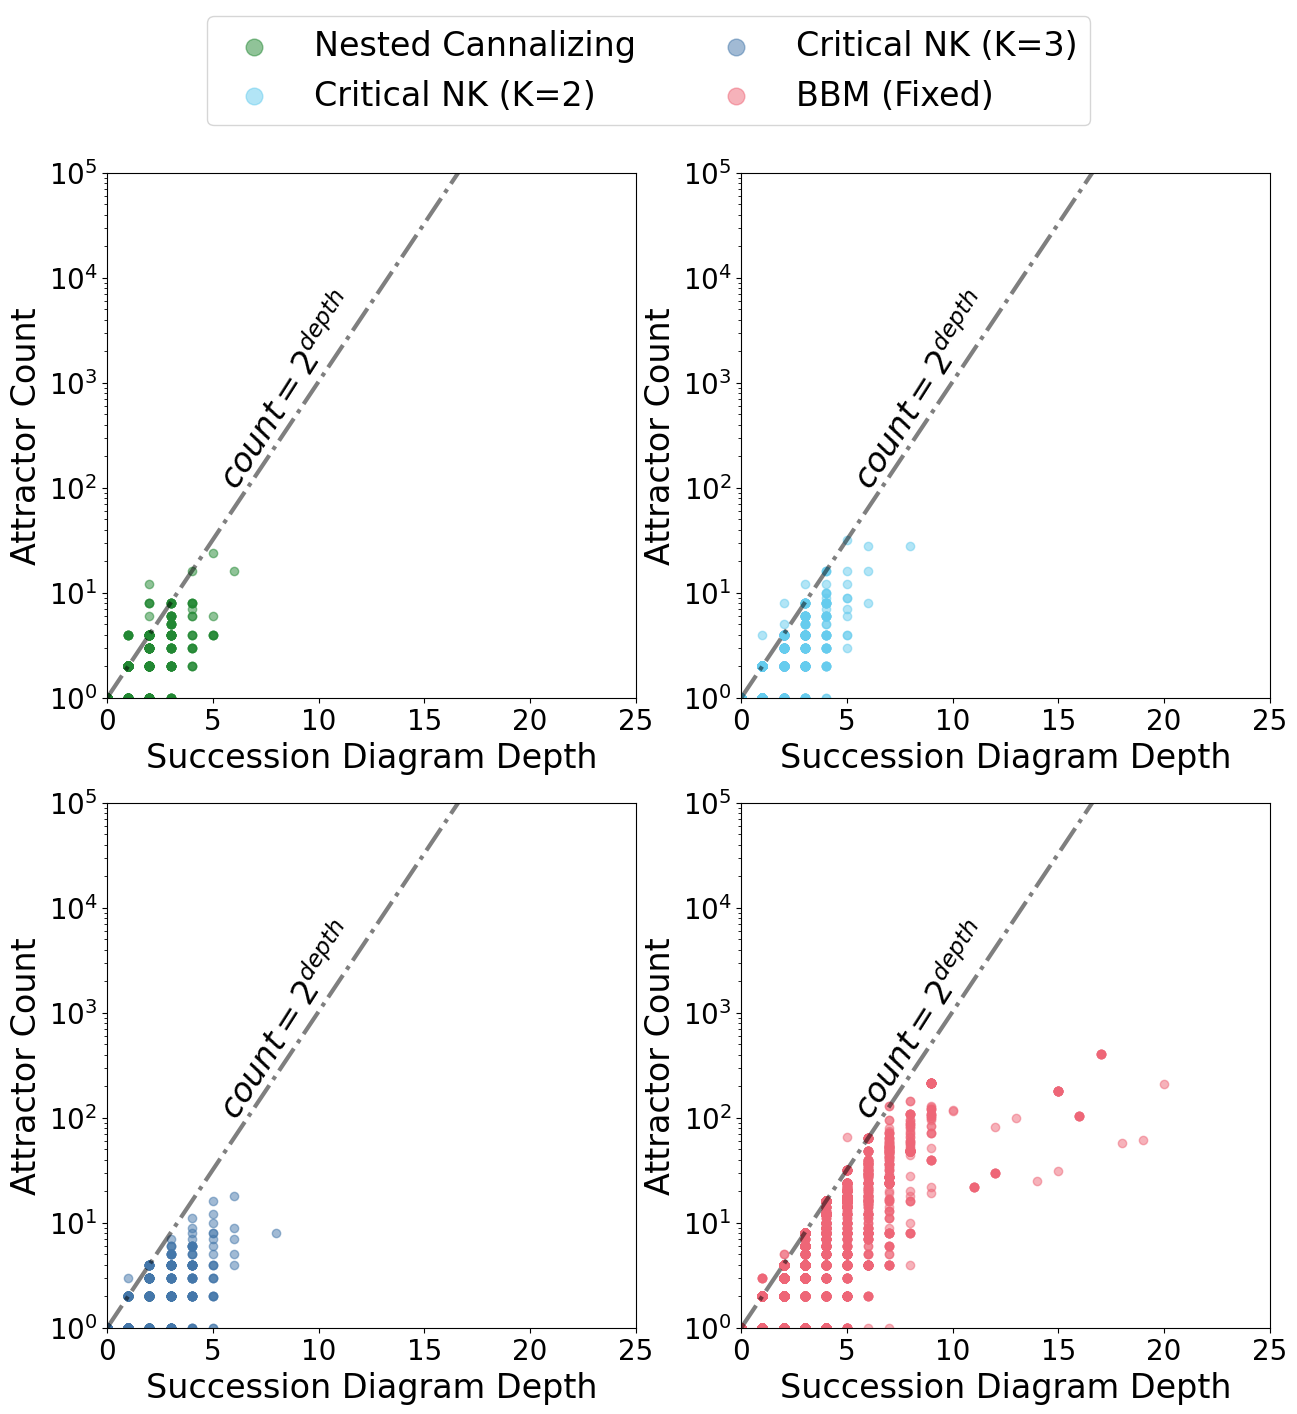 Nested Cannalizing
Critical NK (K=2)
Critical NK (K=3)
BBM (Fixed)
10^5
10^4
10^3
10^2
10^1
10^0
Attractor Count
count = 2^depth
0 5 10 15 20 25
Succession Diagram Depth
10^5
10^4
10^3
10^2
10^1
10^0
Attractor Count
count = 2^depth
0 5 10 15 20 25
Succession Diagram Depth
10^5
10^4
10^3
10^2
10^1
10^0
Attractor Count
count = 2^depth
0 5 10 15 20 25
Succession Diagram Depth
10^5
10^4
10^3
10^2
10^1
10^0
Attractor Count
count = 2^depth
0 5 10 15 20 25
Succession Diagram Depth